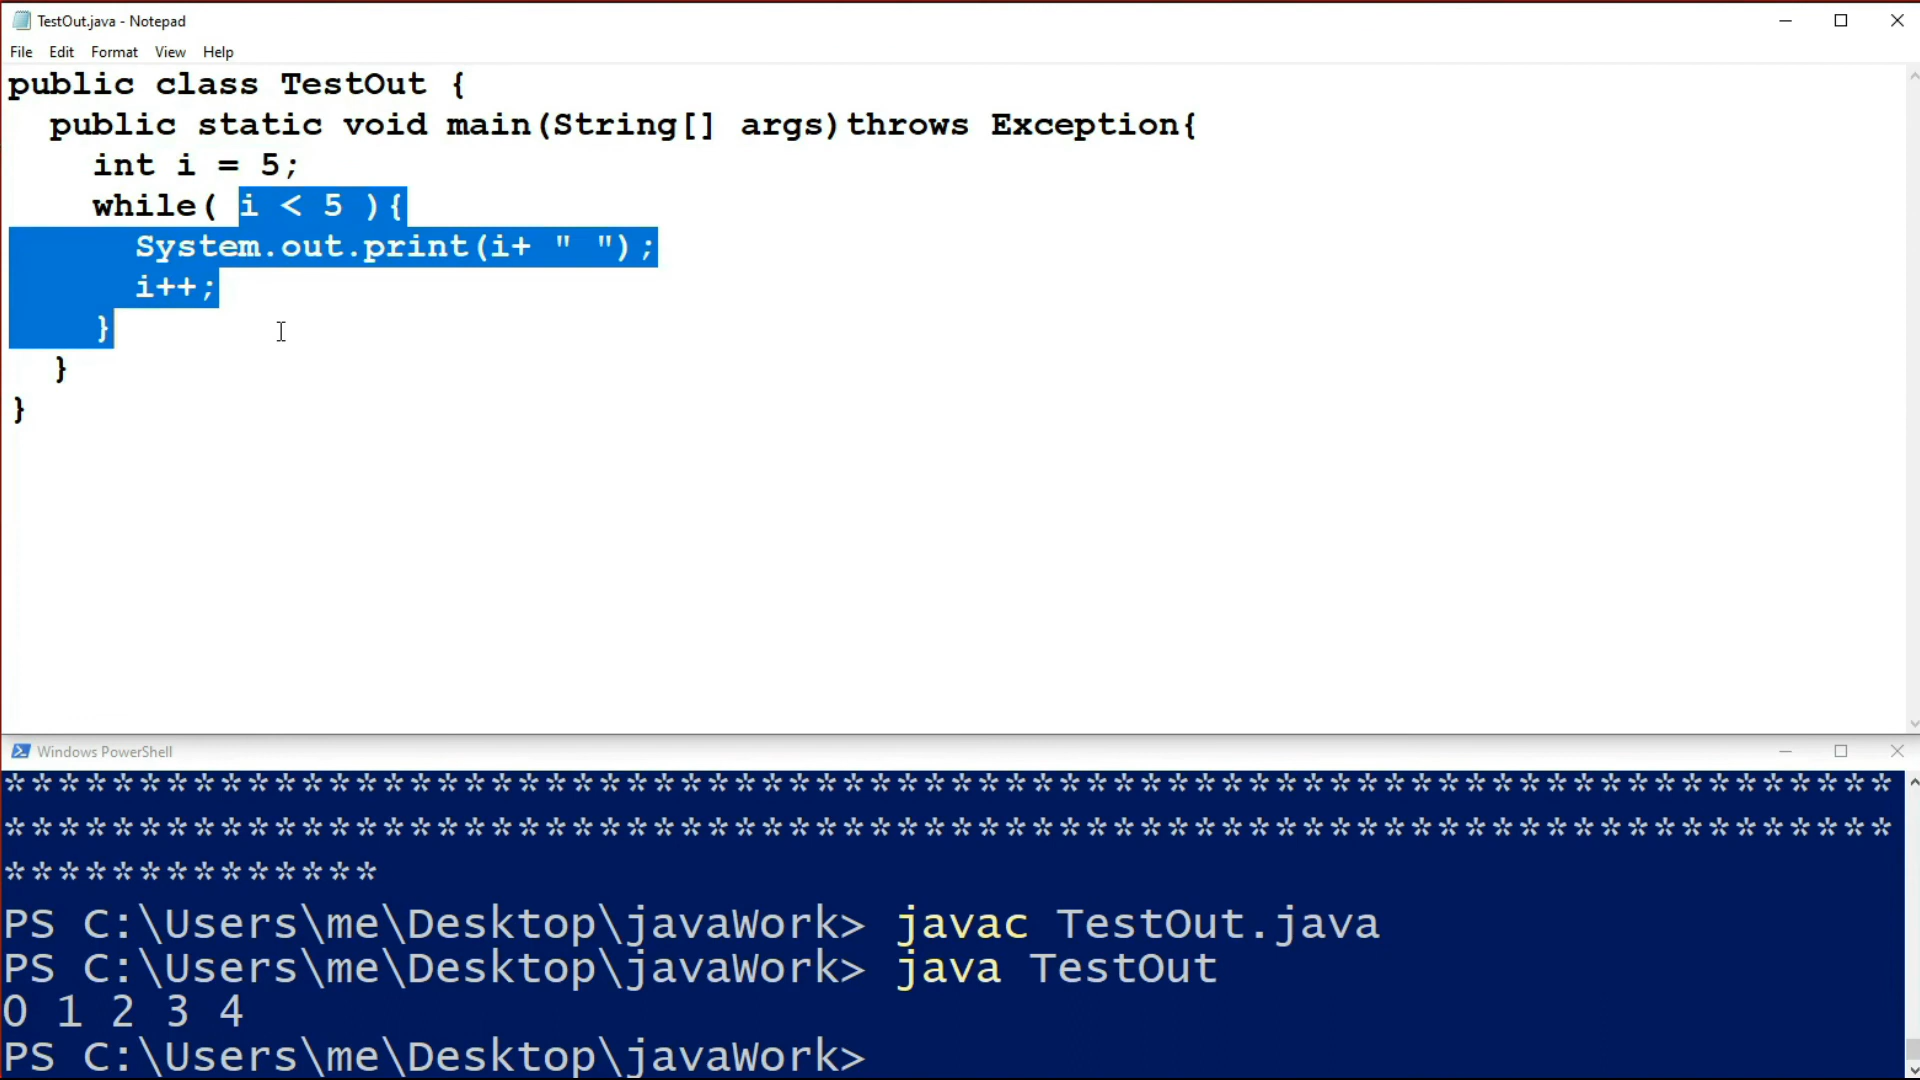 TestOut.java - Notepad
File Edit Format View Help
public class TestOut {
  public static void main(String[] args)throws Exception{
    int i = 5;
    while( i < 5 ){
      System.out.print(i+ " ");
      i++;
    }
  }
}
Windows PowerShell
**********************************************************************
**********************************************************************
**************
PS C:\Users\me\Desktop\javaWork> javac TestOut.java
PS C:\Users\me\Desktop\javaWork> java TestOut
0 1 2 3 4
PS C:\Users\me\Desktop\javaWork>